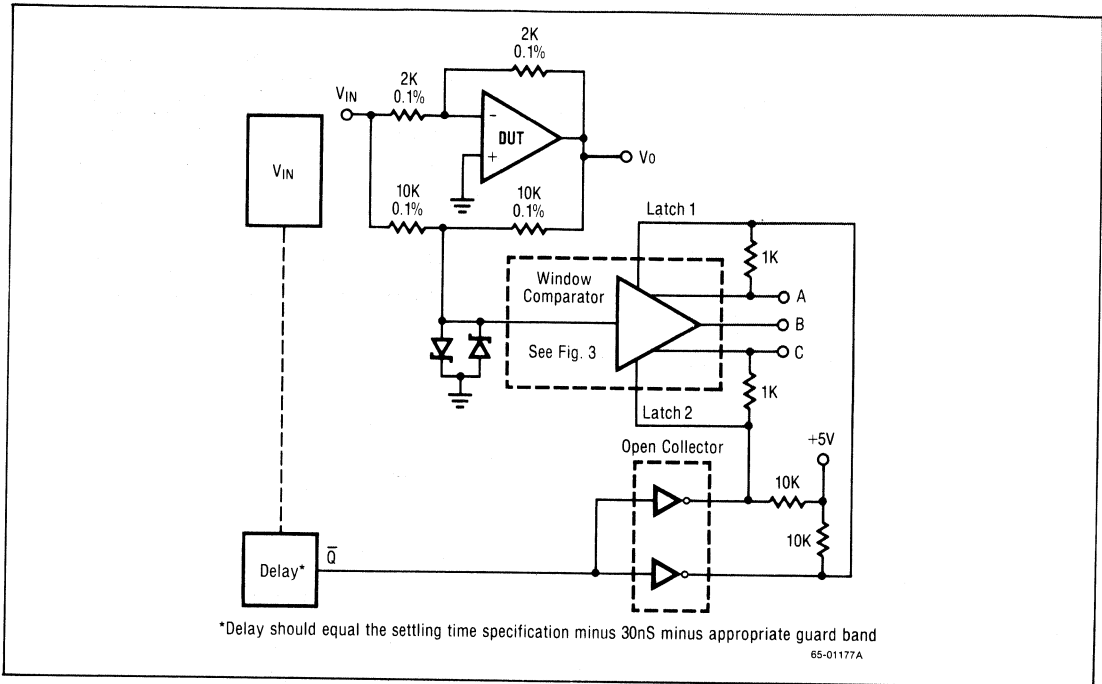 2K
0.1%
2K
0.1%
VIN
VIN
-
DUT
+
VO
10K
0.1%
10K
0.1%
Latch 1
1K
Window
Comparator
See Fig. 3
A
B
C
1K
Latch 2
+5V
Open Collector
10K
10K
Q̅
Delay*
*Delay should equal the settling time specification minus 30nS minus appropriate guard band
65-01177A